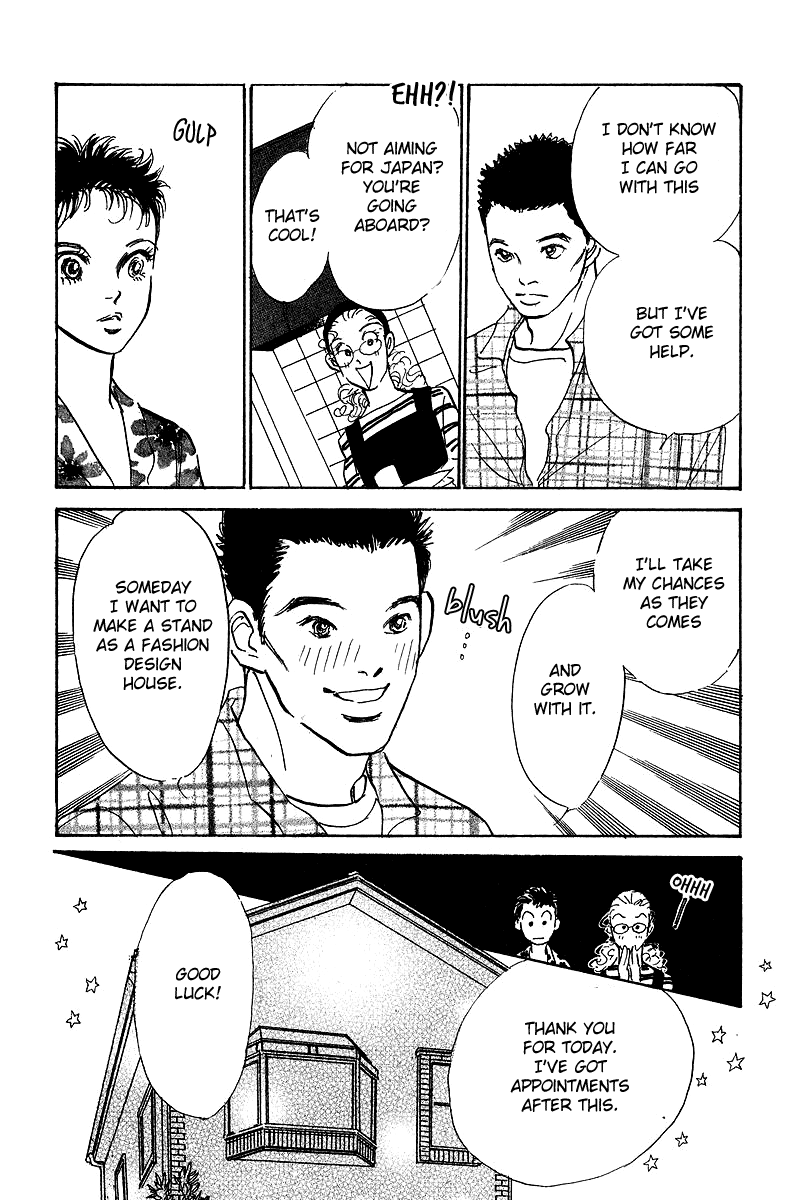 I DON'T KNOW
HOW FAR
I CAN GO
WITH THIS
BUT I'VE
GOT SOME
HELP.
EHH?!
NOT AIMING
FOR JAPAN?
YOU'RE
GOING
ABOARD?
THAT'S
COOL!
GULP
I'LL TAKE
MY CHANCES
AS THEY
COMES
AND
GROW
WITH IT.
blush
SOMEDAY
I WANT TO
MAKE A STAND
AS A FASHION
DESIGN
HOUSE.
OHHH
GOOD
LUCK!
THANK YOU
FOR TODAY.
I'VE GOT
APPOINTMENTS
AFTER THIS.